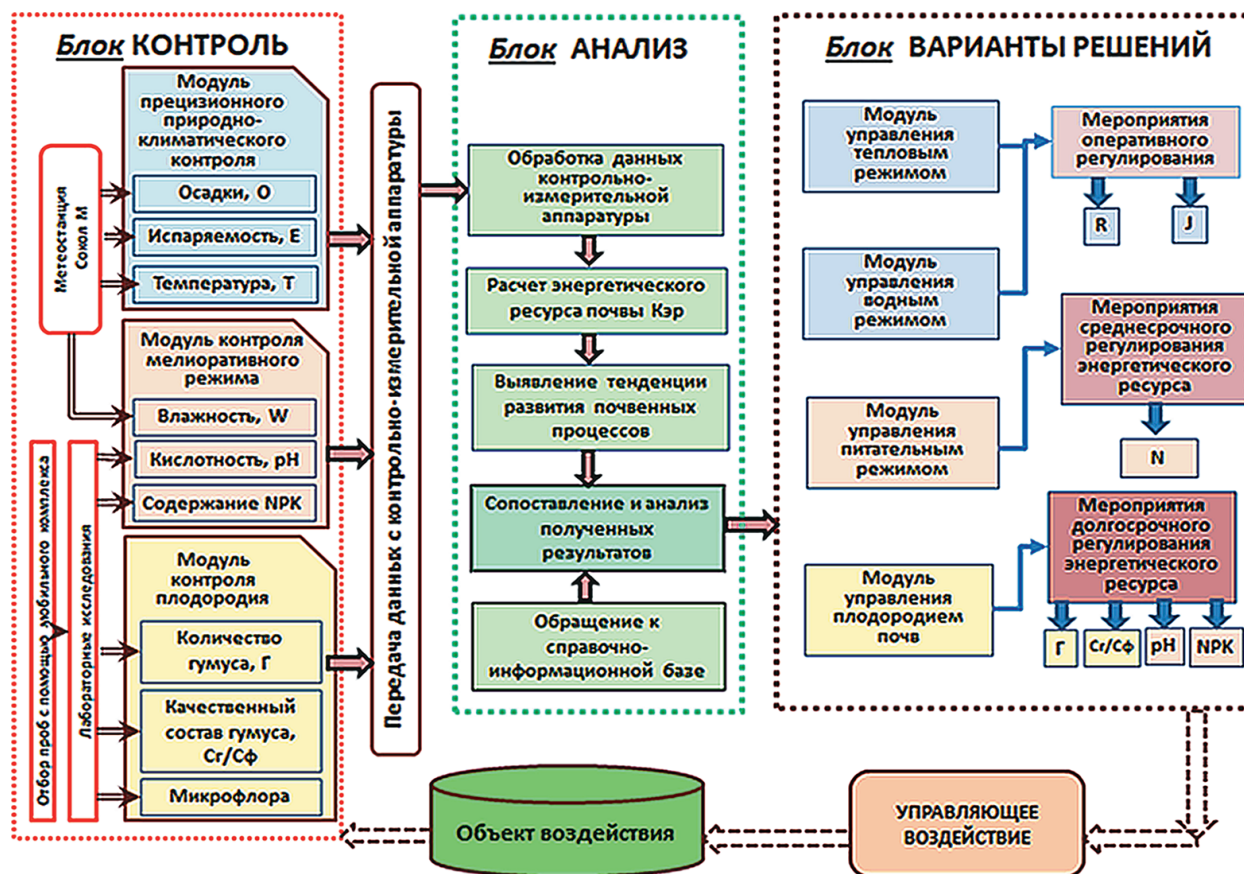 Блок КОНТРОЛЬ
Метеостанция
Сокол М
Отбор проб с помощью мобильного комплекса
Лабораторные исследования
Модуль
прецизионного
природно-
климатического
контроля
Осадки, О
Испаряемость, Е
Температура, Т
Модуль контроля
мелиоративного
режима
Влажность, W
Кислотность, pH
Содержание NPK
Модуль
контроля
плодородия
Количество
гумуса, Г
Качественный
состав гумуса,
Сг/Сф
Микрофлора
Передача данных с контрольно-измерительной аппаратуры
Блок АНАЛИЗ
Обработка данных
контрольно-
измерительной
аппаратуры
Расчет энергетического
ресурса почвы Кэр
Выявление тенденции
развития почвенных
процессов
Сопоставление и анализ
полученных
результатов
Обращение к
справочно-
информационной базе
Блок ВАРИАНТЫ РЕШЕНИЙ
Модуль
управления
тепловым
режимом
Модуль
управления
водным
режимом
Модуль
управления
питательным
режимом
Модуль
управления
плодородием
почв
Мероприятия
оперативного
регулирования
R
J
Мероприятия
среднесрочного
регулирования
энергетического
ресурса
N
Мероприятия
долгосрочного
регулирования
энергетического
ресурса
Г
Сг/Сф
pH
NPK
Объект воздействия
УПРАВЛЯЮЩЕЕ
ВОЗДЕЙСТВИЕ